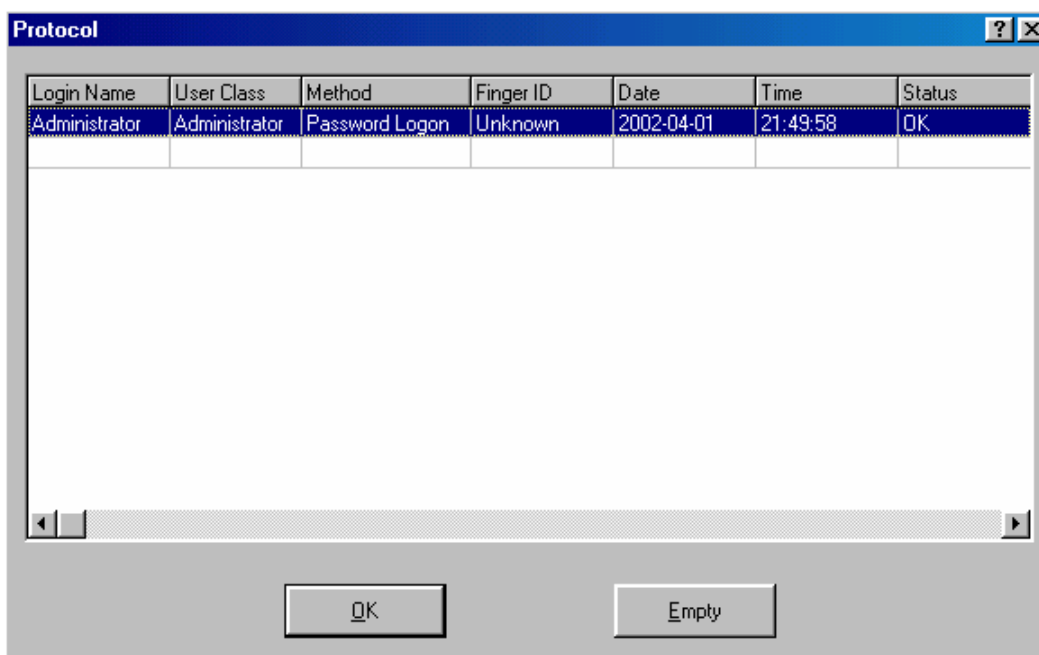 Protocol
Login Name User Class Method Finger ID Date Time Status
Administrator Administrator Password Logon Unknown 2002-04-01 21:49:58 OK
OK Empty